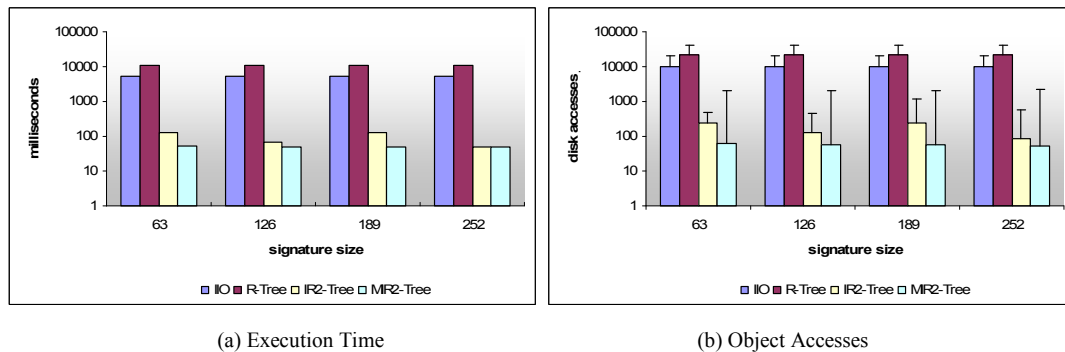 100000
10000
1000
100
10
1
milliseconds
63 126 189 252
signature size
IIO R-Tree IR2-Tree MIR2-Tree
(a) Execution Time
100000
10000
1000
100
10
1
disk accesses.
63 126 189 252
signature size
IIO R-Tree IR2-Tree MIR2-Tree
(b) Object Accesses